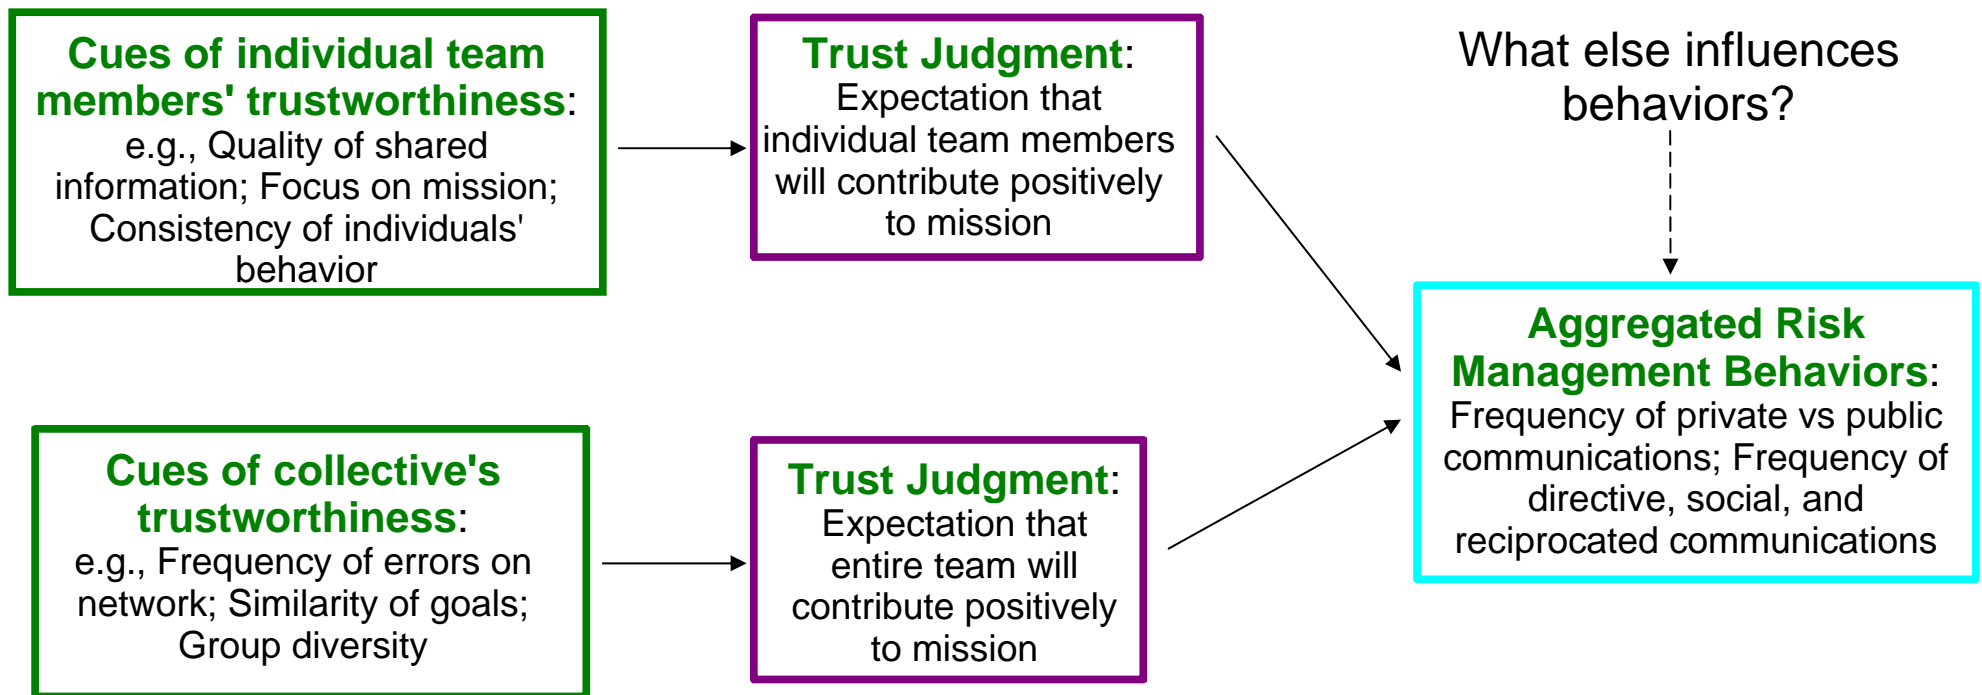 Cues of individual team
members' trustworthiness:
e.g., Quality of shared
information; Focus on mission;
Consistency of individuals'
behavior
Trust Judgment:
Expectation that
individual team members
will contribute positively
to mission
What else influences
behaviors?
Cues of collective's
trustworthiness:
e.g., Frequency of errors on
network; Similarity of goals;
Group diversity
Trust Judgment:
Expectation that
entire team will
contribute positively
to mission
Aggregated Risk
Management Behaviors:
Frequency of private vs public
communications; Frequency of
directive, social, and
reciprocated communications